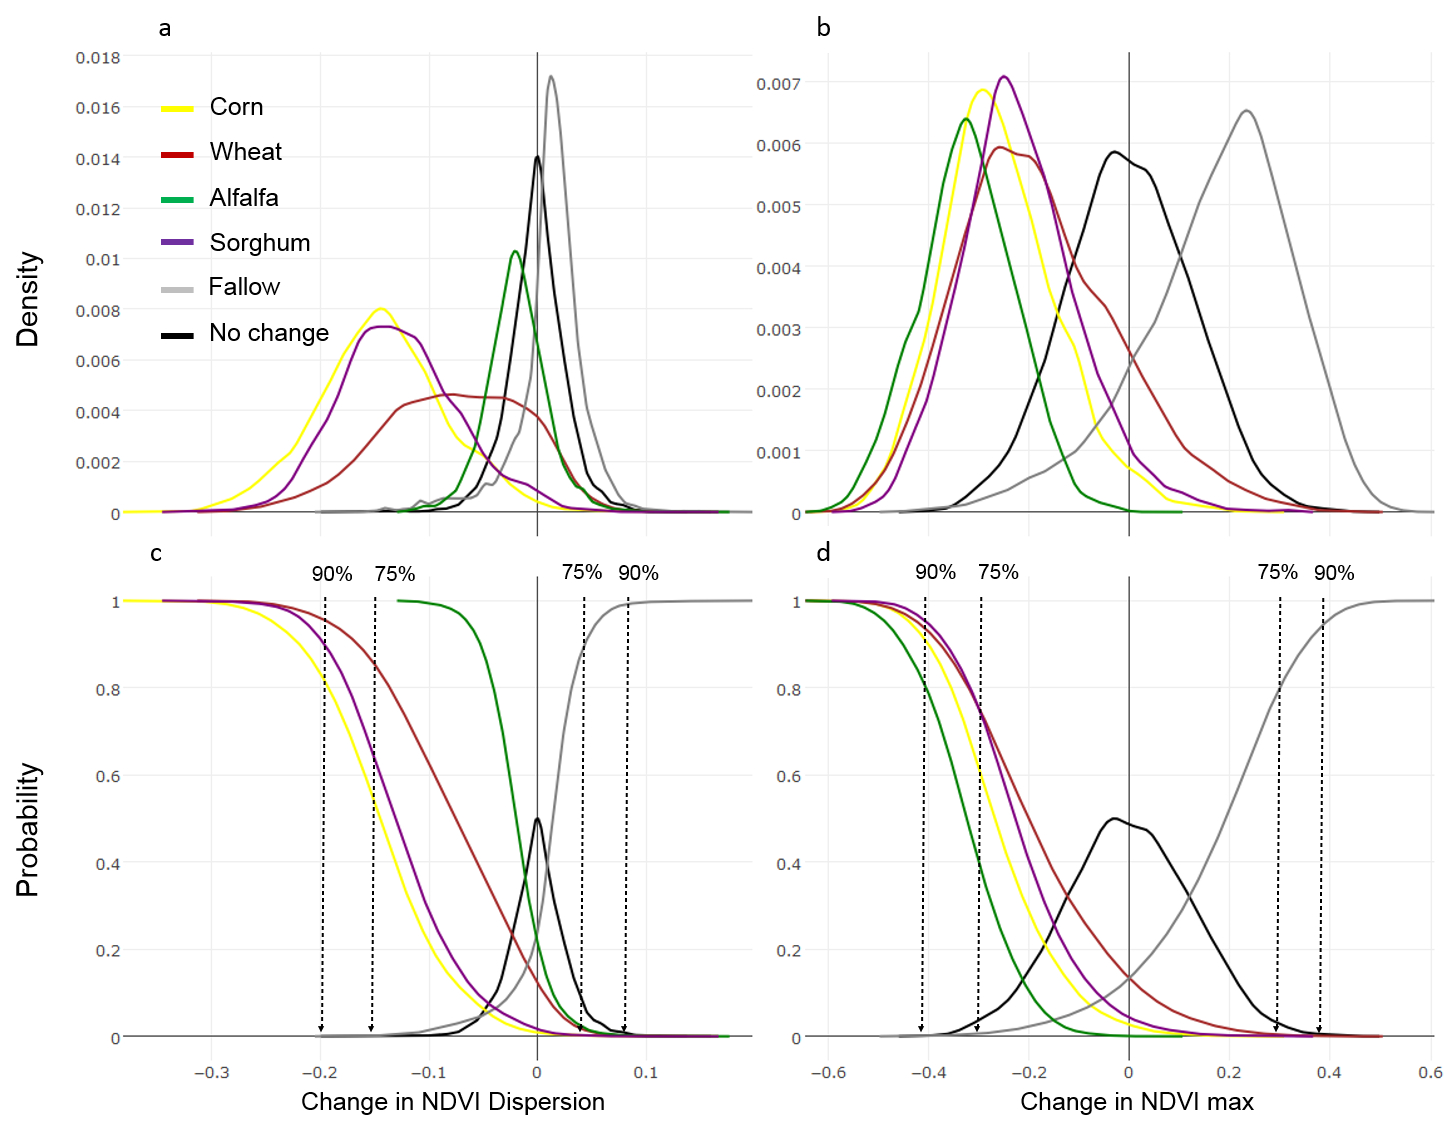 a
b
0.018
0.016
0.014
0.012
0.01
0.008
0.006
0.004
0.002
0
Corn
Wheat
Alfalfa
Sorghum
Fallow
No change
Density
0.007
0.006
0.005
0.004
0.003
0.002
0.001
0
c
d
90% 75% 75% 90%
90% 75% 75% 90%
1
0.8
0.6
0.4
0.2
0
Probability
1
0.8
0.6
0.4
0.2
0
−0.3 −0.2 −0.1 0 0.1
−0.6 −0.4 −0.2 0 0.2 0.4 0.6
Change in NDVI Dispersion
Change in NDVI max